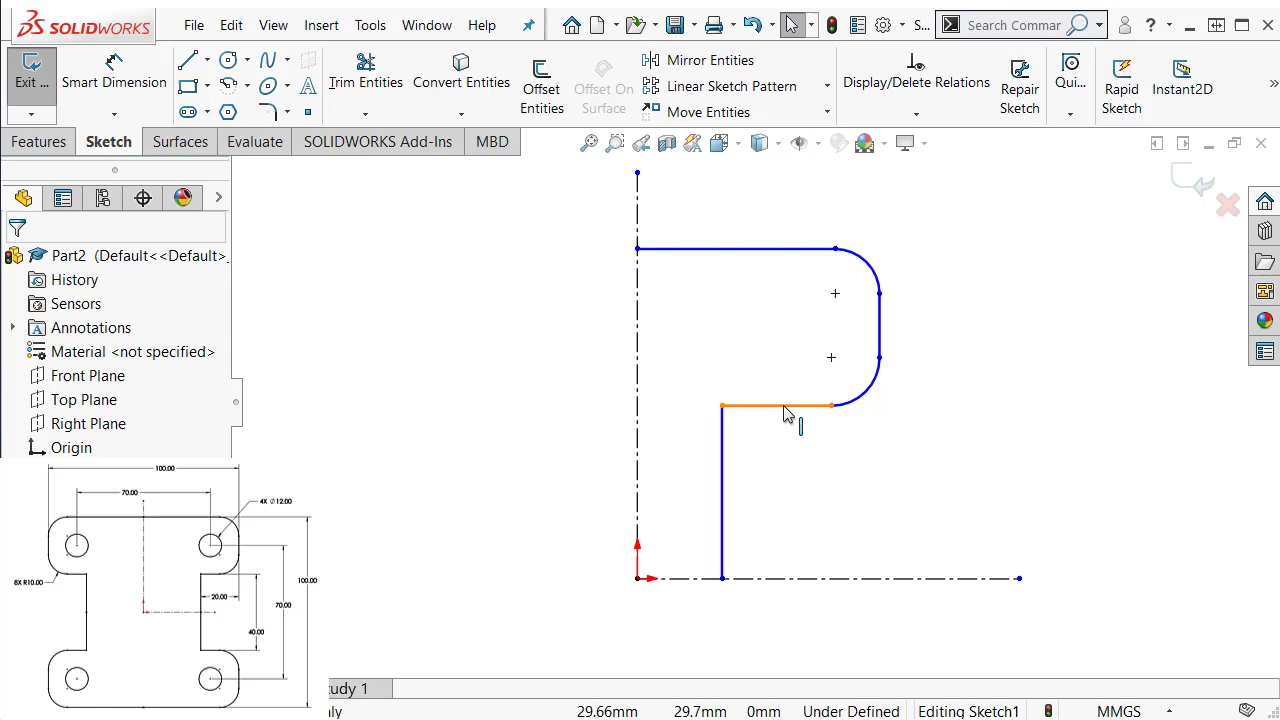 SOLIDWORKS File Edit View Insert Tools Window Help S... Search Commar ?
Exit ... Smart Dimension Trim Entities Convert Entities Offset Entities Offset On Surface Mirror Entities Linear Sketch Pattern Move Entities Display/Delete Relations Repair Sketch Qui... Rapid Sketch Instant2D
Features Sketch Surfaces Evaluate SOLIDWORKS Add-Ins MBD
Part2 (Default<<Default>_
History
Sensors
Annotations
Material <not specified>
Front Plane
Top Plane
Right Plane
Origin
100.00
70.00
4X Ø12.00
8X R10.00
100.00
20.00
70.00
40.00
tudy 1
ly 29.66mm 29.7mm 0mm Under Defined Editing Sketch1 MMGS